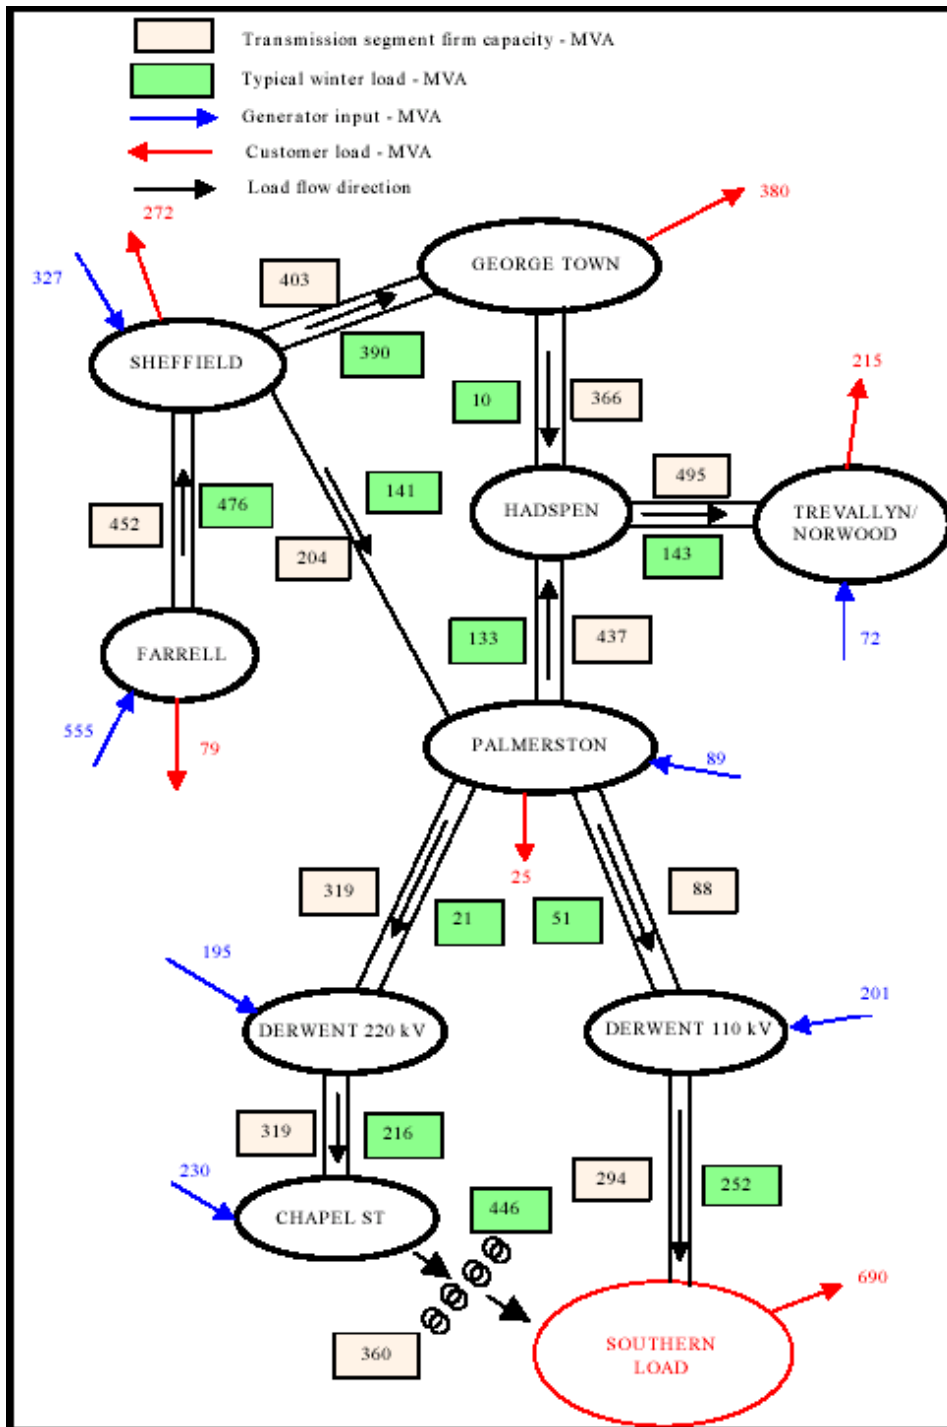 Transmission segment firm capacity - MVA
Typical winter load - MVA
Generator input - MVA
Customer load - MVA
Load flow direction
272
380
327
403
GEORGE TOWN
SHEFFIELD
390
215
10
366
495
141
452
476
HADSPEN
TREVALLYN/
NORWOOD
204
143
133
437
72
FARRELL
555
79
PALMERSTON
89
319
25
88
21
51
195
201
DERWENT 220 kV
DERWENT 110 kV
319
216
294
252
230
446
CHAPEL ST
690
360
SOUTHERN
LOAD